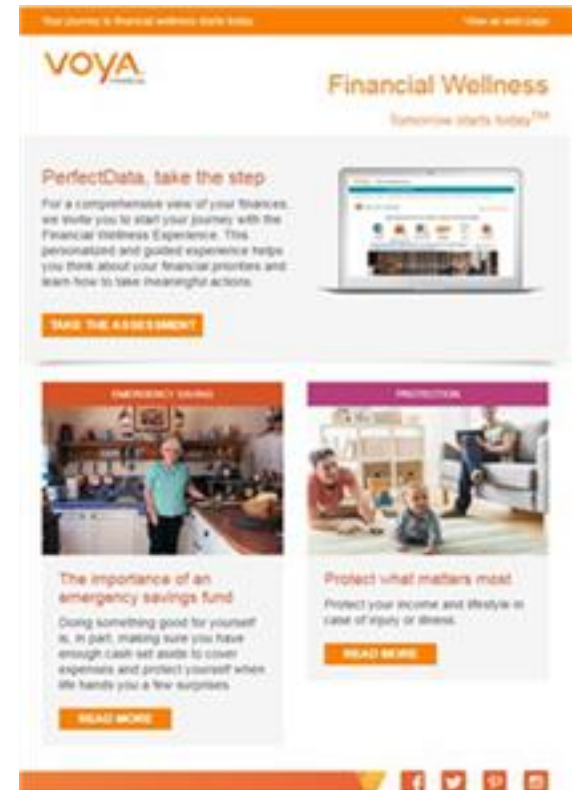 Your journey to financial wellness starts today.
View as web page
VOYA
FINANCIAL
Financial Wellness
Tomorrow starts today™
PerfectData, take the step
For a comprehensive view of your finances,
we invite you to start your journey with the
Financial Wellness Experience. This
personalized and guided experience helps
you think about your financial priorities and
learn how to take meaningful actions.
TAKE THE ASSESSMENT
EMERGENCY SAVING
The importance of an
emergency savings fund
Doing something good for yourself
is, in part, making sure you have
enough cash set aside to cover
expenses and protect yourself when
life hands you a few surprises.
READ MORE
PROTECTION
Protect what matters most
Protect your income and lifestyle in
case of injury or illness.
READ MORE